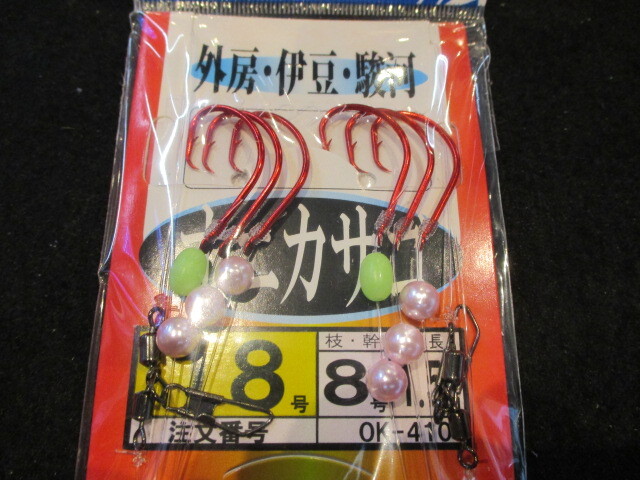 外房・伊豆・駿河
カサゴ
枝・幹 長
8号 8号
注文番号 OK-410